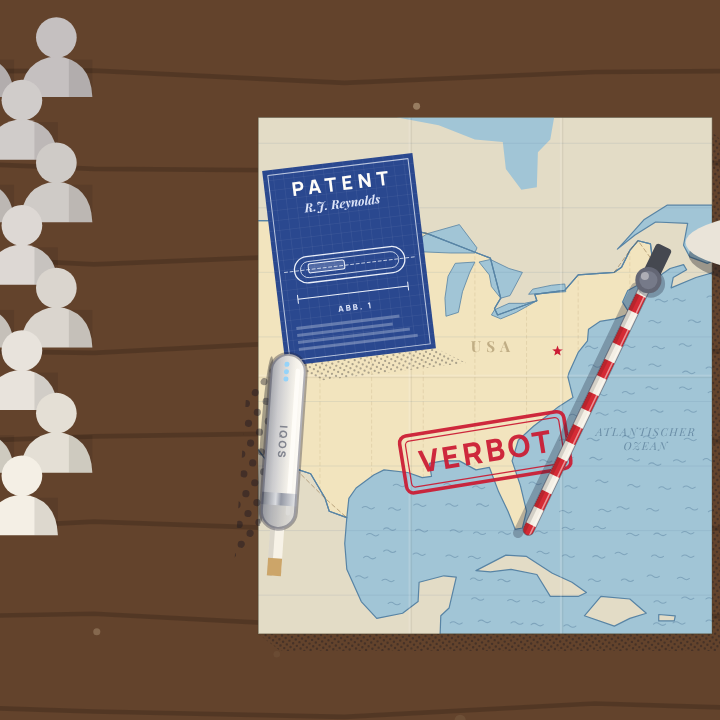 PATENT
R.J. Reynolds
ABB. 1
USA
IQOS
VERBOT
ATLANTISCHER
OZEAN